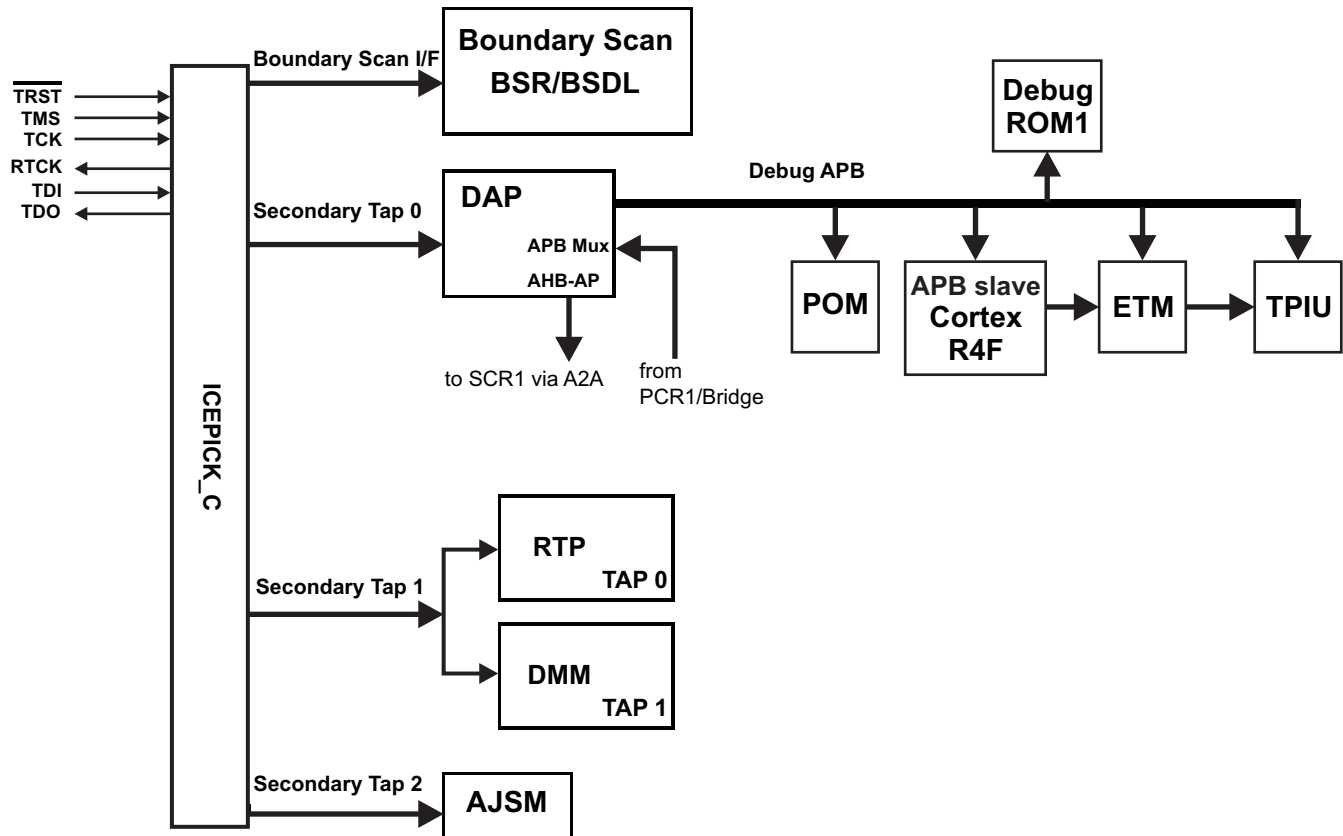 Boundary Scan I/F
Boundary Scan
BSR/BSDL
TRST
TMS
TCK
RTCK
TDI
TDO
Debug
ROM1
Debug APB
Secondary Tap 0
DAP
APB Mux
AHB-AP
to SCR1 via A2A
from
PCR1/Bridge
POM
APB slave
Cortex
R4F
ETM
TPIU
ICEPICK_C
Secondary Tap 1
RTP
TAP 0
DMM
TAP 1
Secondary Tap 2
AJSM